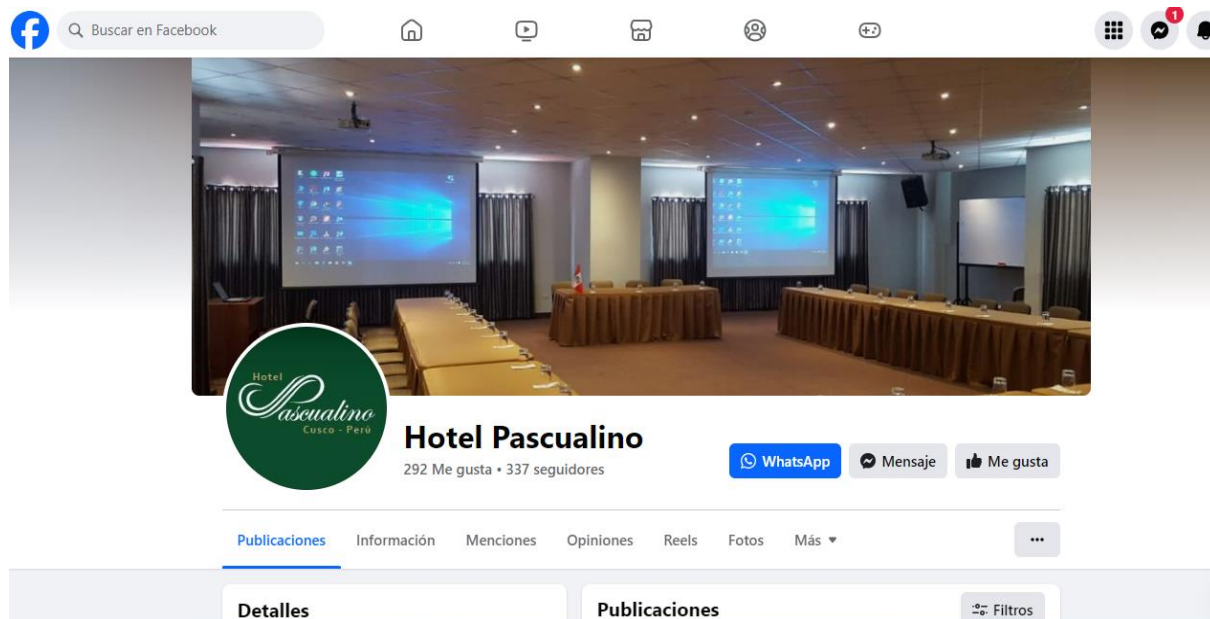 Buscar en Facebook
1
Hotel
Pascualino
Cusco - Perú
Hotel Pascualino
292 Me gusta • 337 seguidores
WhatsApp
Mensaje
Me gusta
Publicaciones Información Menciones Opiniones Reels Fotos Más
Detalles
Publicaciones
Filtros